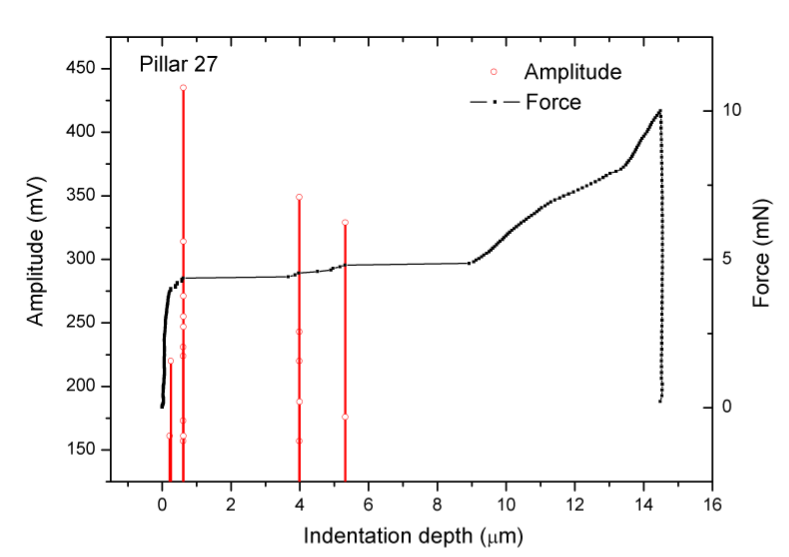 Pillar 27
Amplitude
Force
450
400
350
300
250
200
150
10
5
0
Amplitude (mV)
Force (mN)
0 2 4 6 8 10 12 14 16
Indentation depth (μm)